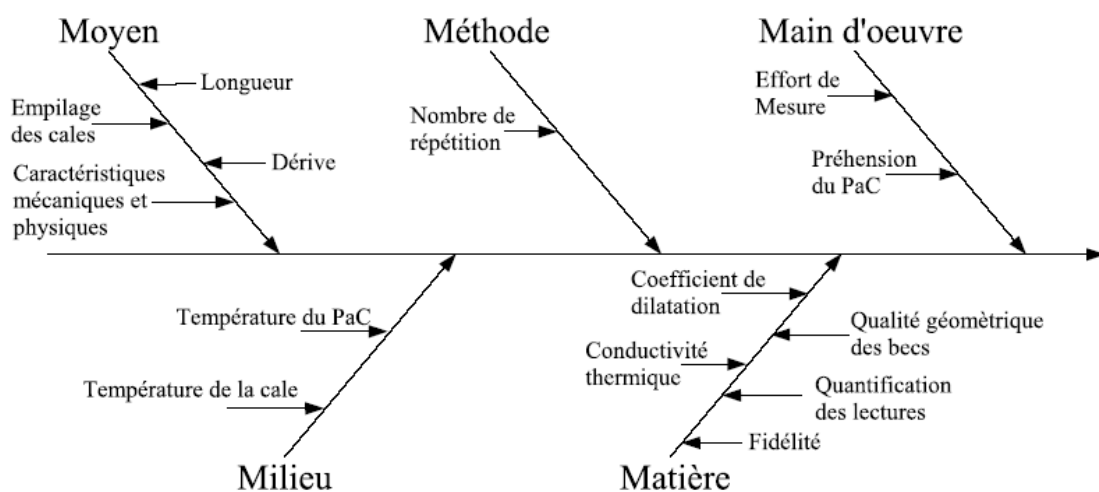 Moyen
Méthode
Main d'oeuvre
Longueur
Empilage
des cales
Dérive
Caractéristiques
mécaniques et
physiques
Nombre de
répétition
Effort de
Mesure
Préhension
du PaC
Température du PaC
Température de la cale
Coefficient de
dilatation
Qualité géomètrique
des becs
Conductivité
thermique
Quantification
des lectures
Fidélité
Milieu
Matière